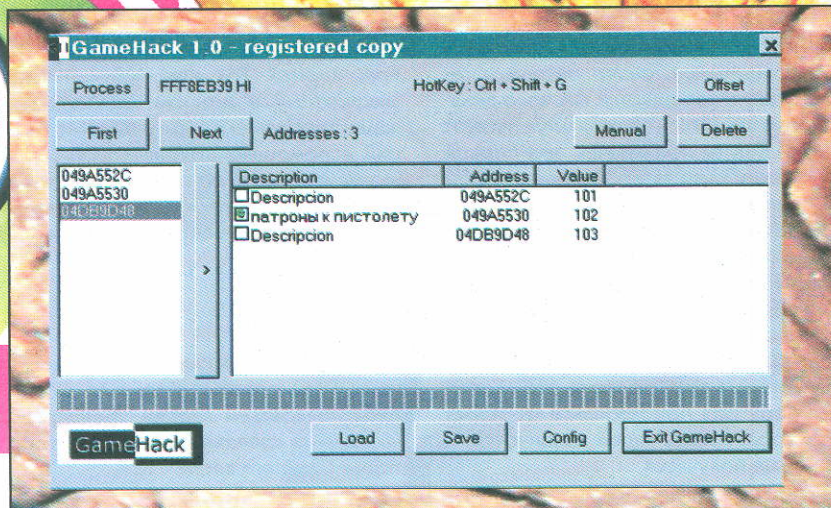 GameHack 1.0 - registered copy
Process FFF8EB39 HI HotKey : Ctrl + Shift + G Offset
First Next Addresses : 3 Manual Delete
049A552C
049A5530
04DB9D48
>
Description Address Value
Descripcion 049A552C 101
патроны к пистолету 049A5530 102
Descripcion 04DB9D48 103
GameHack Load Save Config Exit GameHack